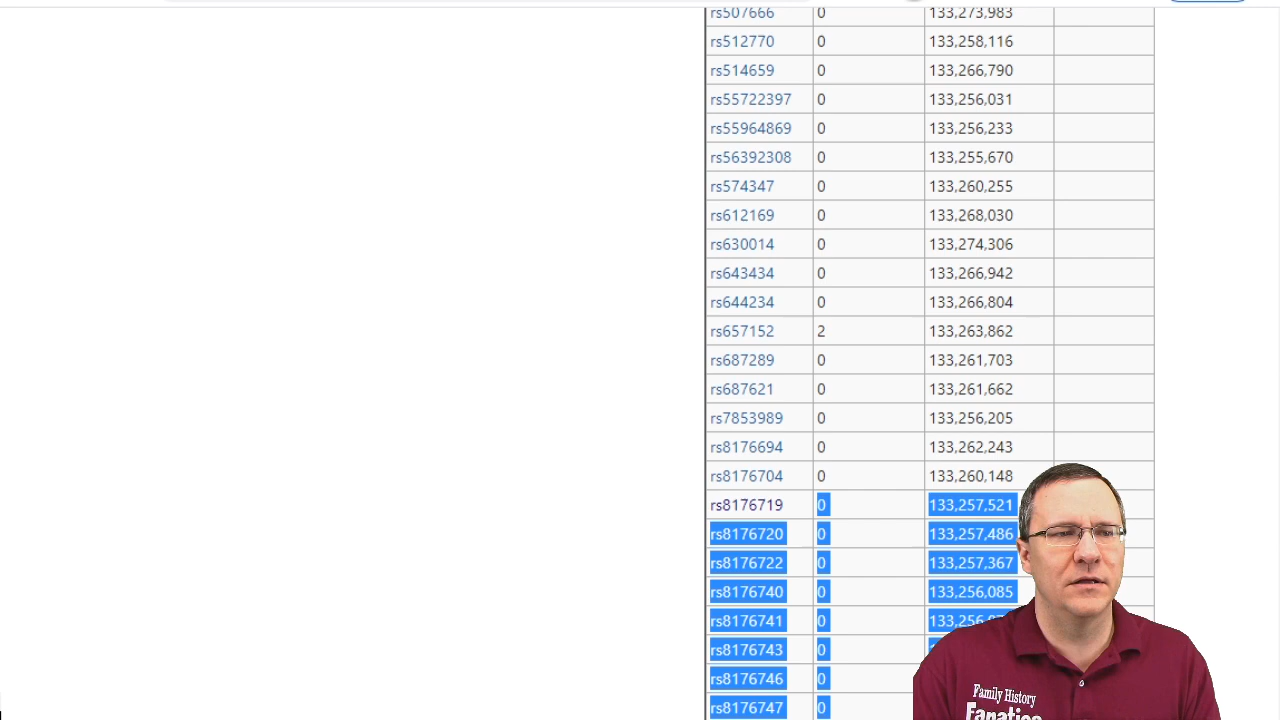 rs507666 0 133,273,983
rs512770 0 133,258,116
rs514659 0 133,266,790
rs55722397 0 133,256,031
rs55964869 0 133,256,233
rs56392308 0 133,255,670
rs574347 0 133,260,255
rs612169 0 133,268,030
rs630014 0 133,274,306
rs643434 0 133,266,942
rs644234 0 133,266,804
rs657152 2 133,263,862
rs687289 0 133,261,703
rs687621 0 133,261,662
rs7853989 0 133,256,205
rs8176694 0 133,262,243
rs8176704 0 133,260,148
rs8176719 0 133,257,521
rs8176720 0 133,257,486
rs8176722 0 133,257,367
rs8176740 0 133,256,085
rs8176741 0
rs8176743 0
rs8176746 0
rs8176747 0
Family History
Fanatics